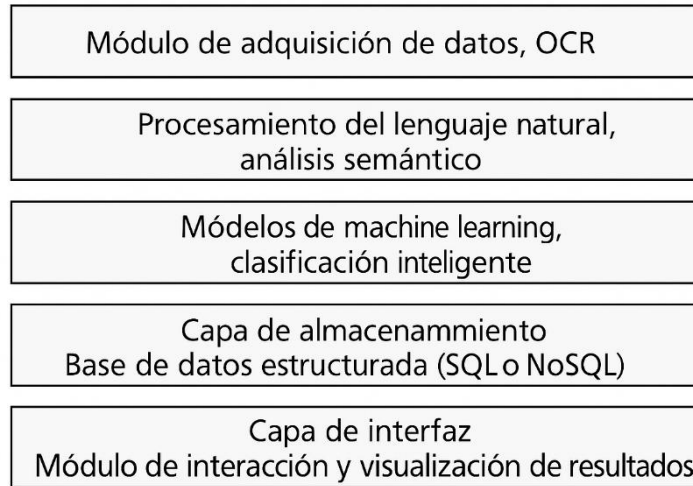 Módulo de adquisición de datos, OCR
Procesamiento del lenguaje natural,
análisis semántico
Módelos de machine learning,
clasificación inteligente
Capa de almacenammiento
Base de datos estructurada (SQL o NoSQL)
Capa de interfaz
Módulo de interacción y visualización de resultados